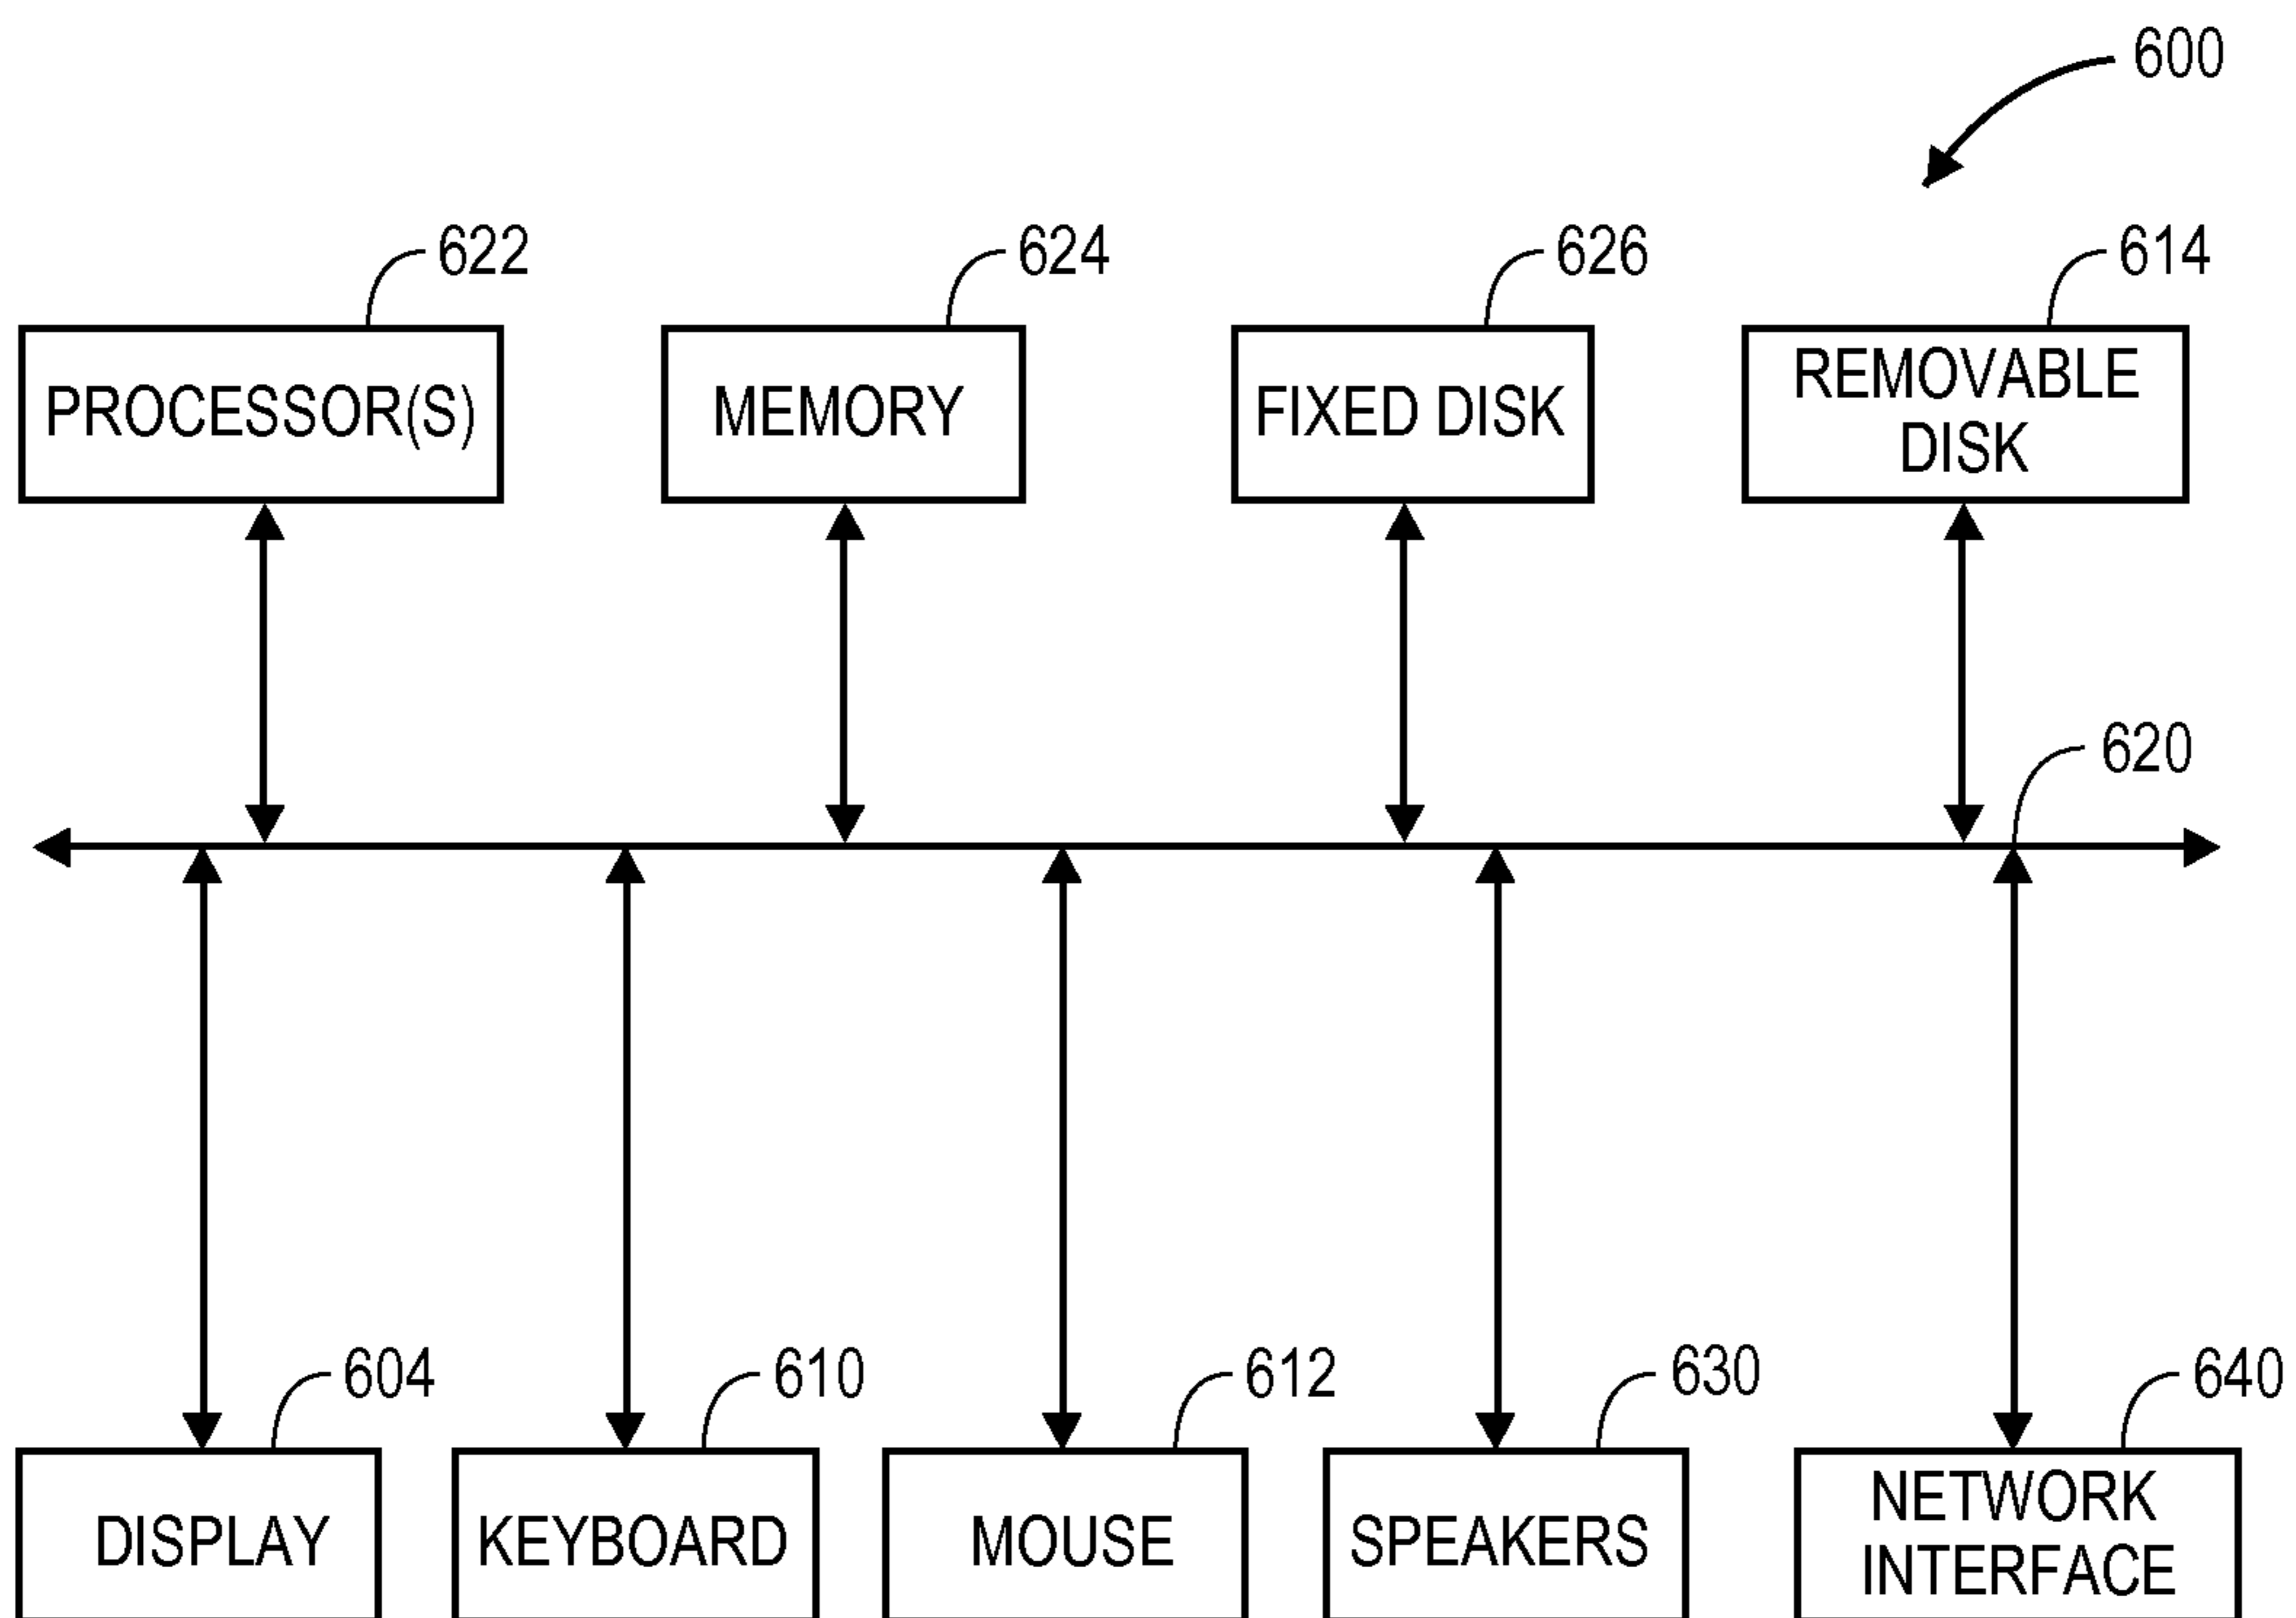 600
622
624
626
614
PROCESSOR(S)
MEMORY
FIXED DISK
REMOVABLE
DISK
620
604
610
612
630
640
DISPLAY
KEYBOARD
MOUSE
SPEAKERS
NETWORK
INTERFACE